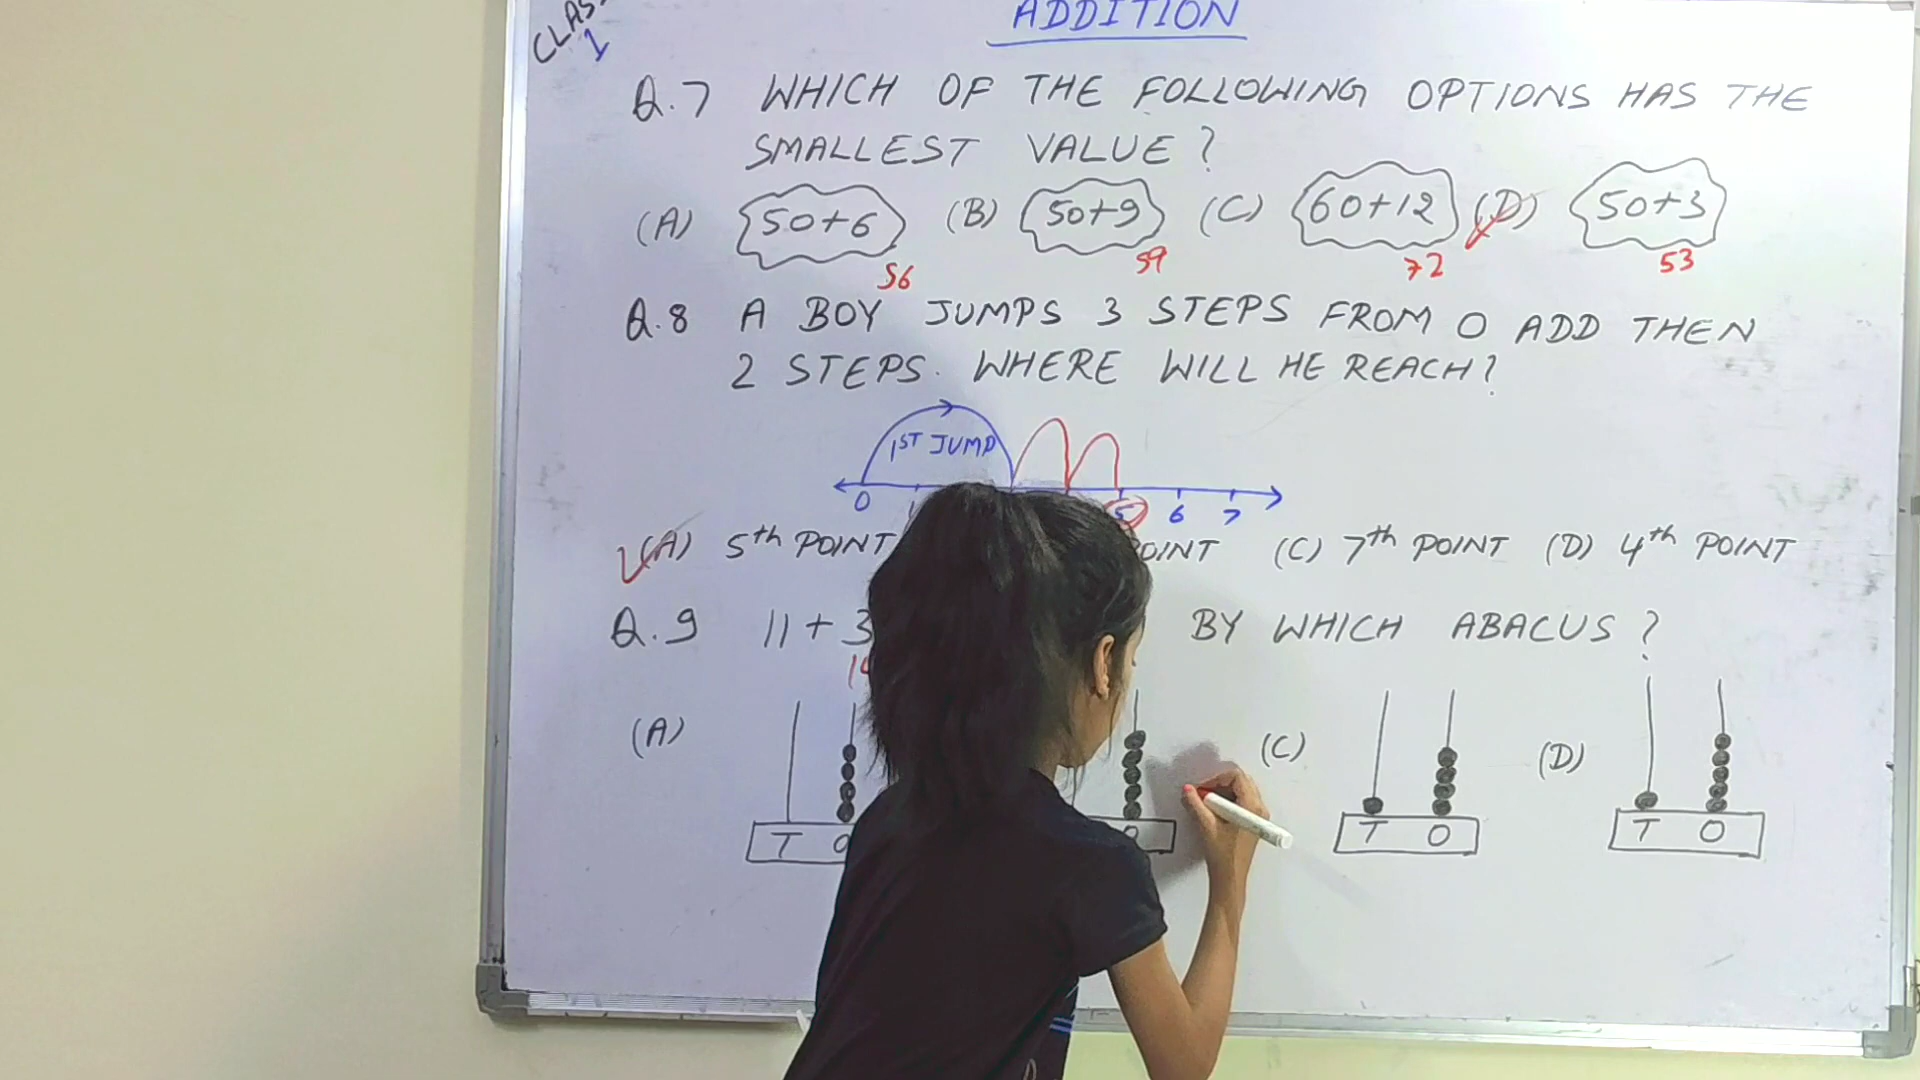 CLASS
1
ADDITION
Q.7 WHICH OF THE FOLLOWING OPTIONS HAS THE
SMALLEST VALUE?
(A) 50+6 (B) 50+9 (C) 60+12 (D) 50+3
56 59 72 53
Q.8 A BOY JUMPS 3 STEPS FROM 0 ADD THEN
2 STEPS. WHERE WILL HE REACH?
1ST JUMP
0 5 6 7
(A) 5th POINT POINT (C) 7th POINT (D) 4th POINT
Q.9 11+3 BY WHICH ABACUS?
(A) (C) (D)
T O O T O T O